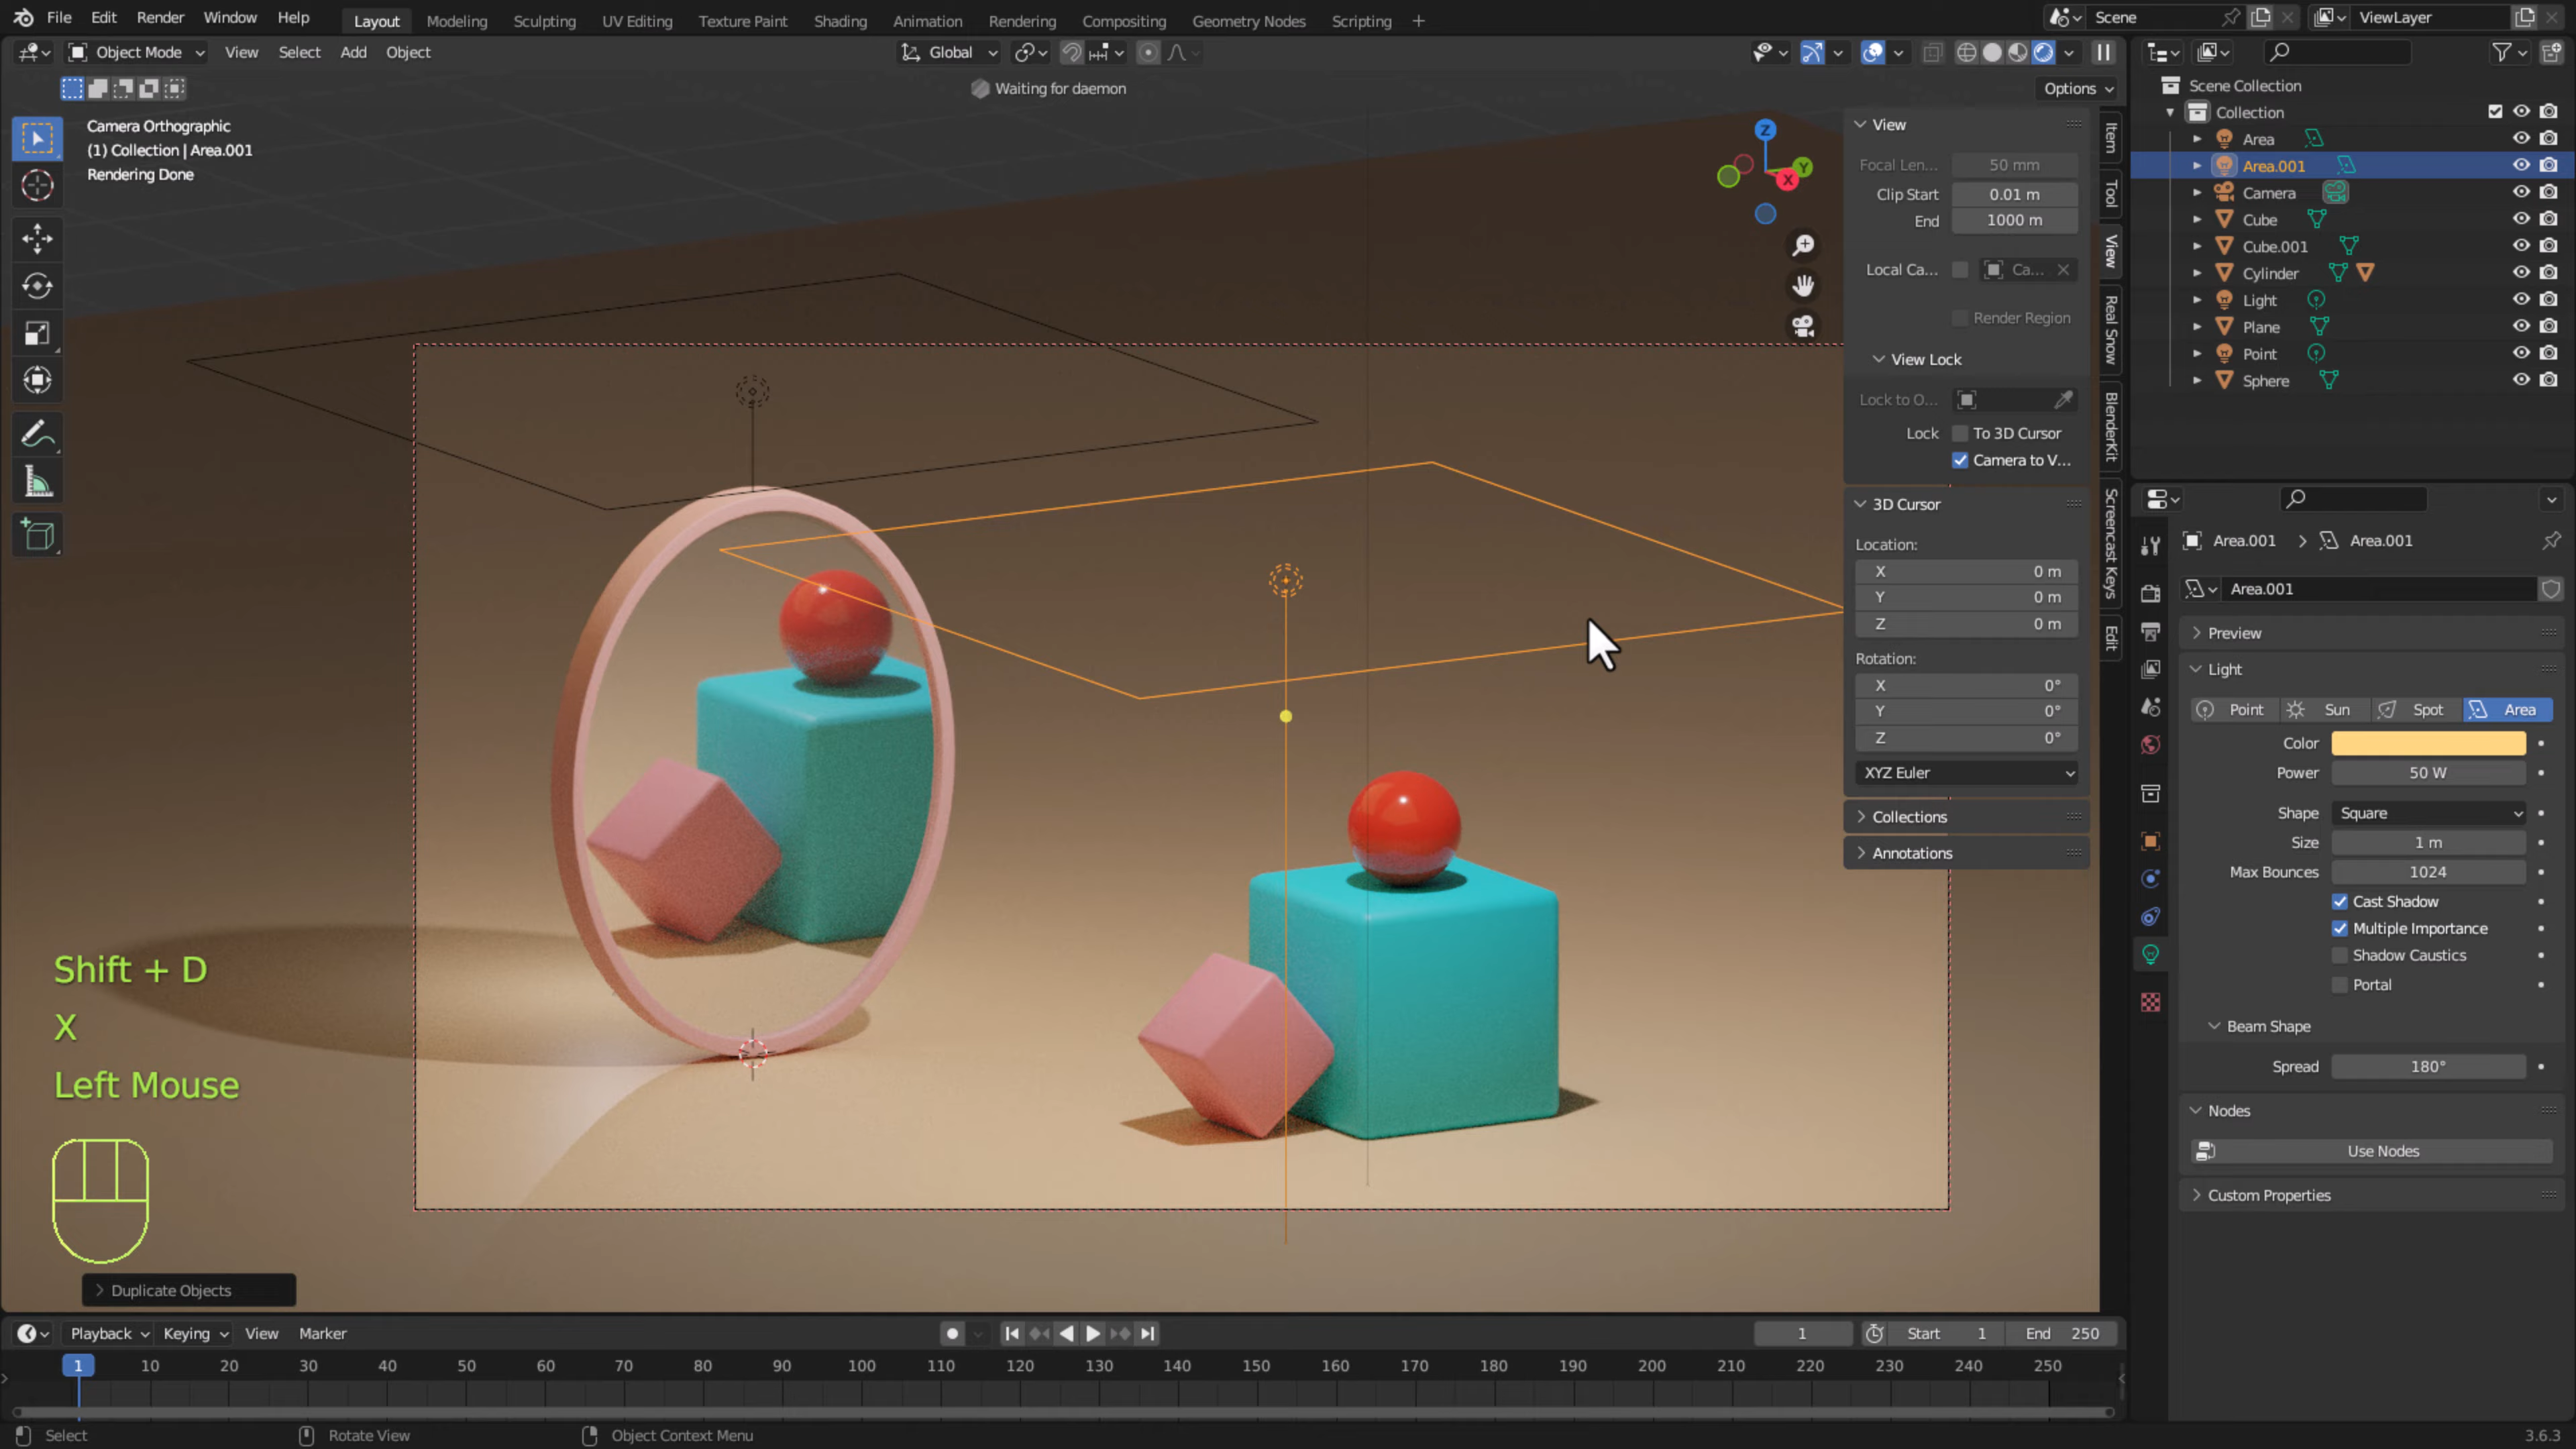 File Edit Render Window Help Layout Modeling Sculpting UV Editing Texture Paint Shading Animation Rendering Compositing Geometry Nodes Scripting + Scene ViewLayer
Object Mode View Select Add Object Global
Waiting for daemon
Options
Camera Orthographic
(1) Collection | Area.001
Rendering Done
Z
Y
X
View
Focal Len... 50 mm
Clip Start 0.01 m
End 1000 m
Local Ca... Ca...
Render Region
View Lock
Lock to O...
Lock To 3D Cursor
Camera to V...
3D Cursor
Location:
X 0 m
Y 0 m
Z 0 m
Rotation:
X 0°
Y 0°
Z 0°
XYZ Euler
Collections
Annotations
Item
Tool
View
Real Snow
BlenderKit
Screencast Keys
Edit
Scene Collection
Collection
Area
Area.001
Camera
Cube
Cube.001
Cylinder
Light
Plane
Point
Sphere
Area.001 > Area.001
Area.001
Preview
Light
Point Sun Spot Area
Color
Power 50 W
Shape Square
Size 1 m
Max Bounces 1024
Cast Shadow
Multiple Importance
Shadow Caustics
Portal
Beam Shape
Spread 180°
Nodes
Use Nodes
Custom Properties
Shift + D
X
Left Mouse
Duplicate Objects
Playback Keying View Marker 1 Start 1 End 250
1 10 20 30 40 50 60 70 80 90 100 110 120 130 140 150 160 170 180 190 200 210 220 230 240 250
Select Rotate View Object Context Menu 3.6.3